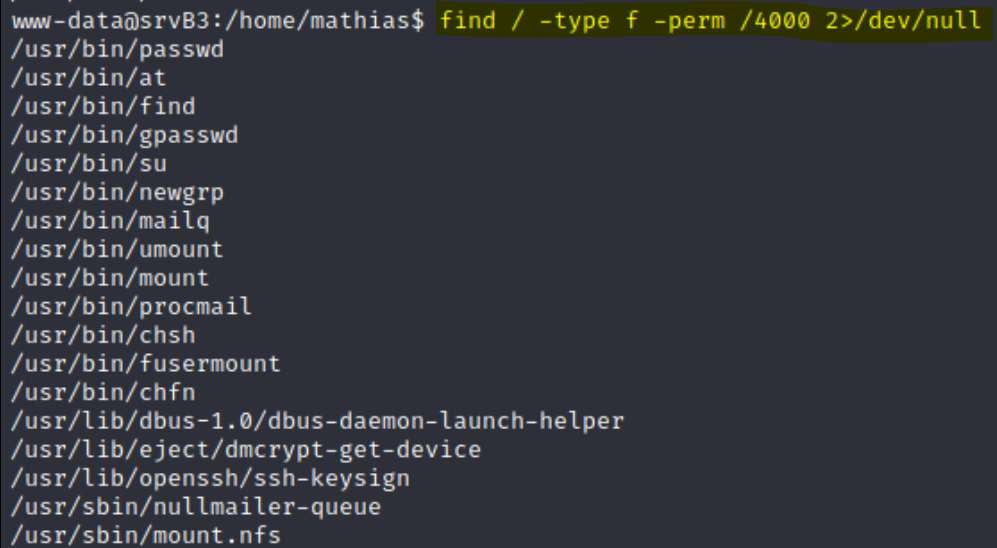 www-data@srvB3:/home/mathias$ find / -type f -perm /4000 2>/dev/null
/usr/bin/passwd
/usr/bin/at
/usr/bin/find
/usr/bin/gpasswd
/usr/bin/su
/usr/bin/newgrp
/usr/bin/mailq
/usr/bin/umount
/usr/bin/mount
/usr/bin/procmail
/usr/bin/chsh
/usr/bin/fusermount
/usr/bin/chfn
/usr/lib/dbus-1.0/dbus-daemon-launch-helper
/usr/lib/eject/dmcrypt-get-device
/usr/lib/openssh/ssh-keysign
/usr/sbin/nullmailer-queue
/usr/sbin/mount.nfs